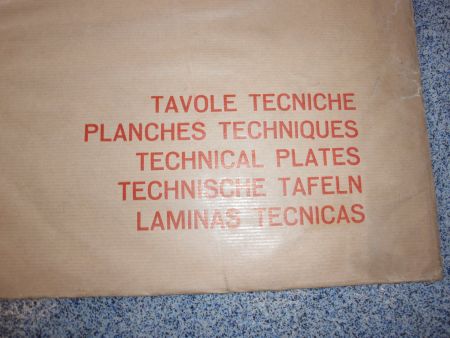 TAVOLE TECNICHE
PLANCHES TECHNIQUES
TECHNICAL PLATES
TECHNISCHE TAFELN
LAMINAS TECNICAS